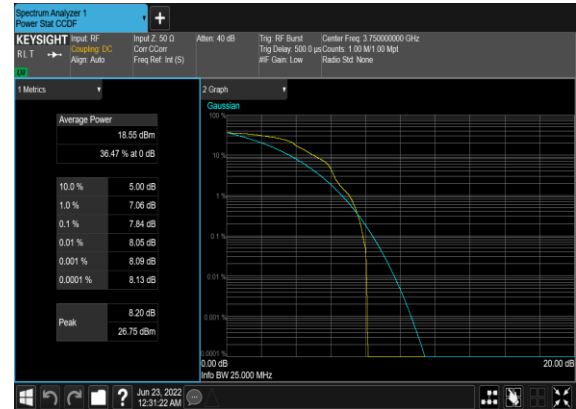 Spectrum Analyzer 1
Power Stat CCDF
+
KEYSIGHT Input: RF Input Z: 50 Ω Atten: 40 dB Trig: RF Burst Center Freq: 3.750000000 GHz
RLT Coupling: DC Corr CCorr Trig Delay: 500.0 µs Counts: 1.00 M/1.00 Mpt
Align: Auto Freq Ref: Int (S) #IF Gain: Low Radio Std: None
1 Metrics
2 Graph
Average Power
18.55 dBm
36.47 % at 0 dB
10.0 % 5.00 dB
1.0 % 7.06 dB
0.1 % 7.84 dB
0.01 % 8.05 dB
0.001 % 8.09 dB
0.0001 % 8.13 dB
Peak 8.20 dB
26.75 dBm
Gaussian
100 %
10 %
1 %
0.1 %
0.01 %
0.001 %
0.0001 %
0.00 dB 20.00 dB
Info BW 25.000 MHz
?
Jun 23, 2022
12:31:22 AM